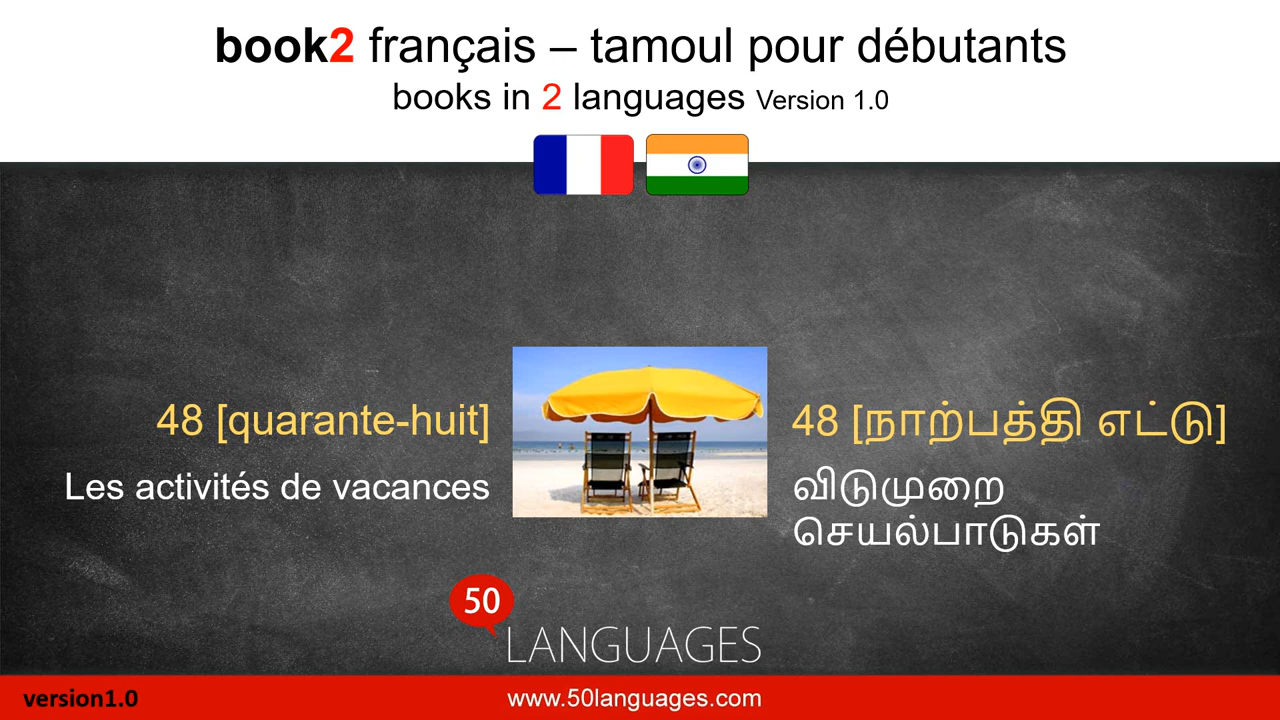 book2 français – tamoul pour débutants
books in 2 languages Version 1.0
48 [quarante-huit]
Les activités de vacances
48 [நாற்பத்தி எட்டு]
விடுமுறை
செயல்பாடுகள்
50
LANGUAGES
version1.0
www.50languages.com